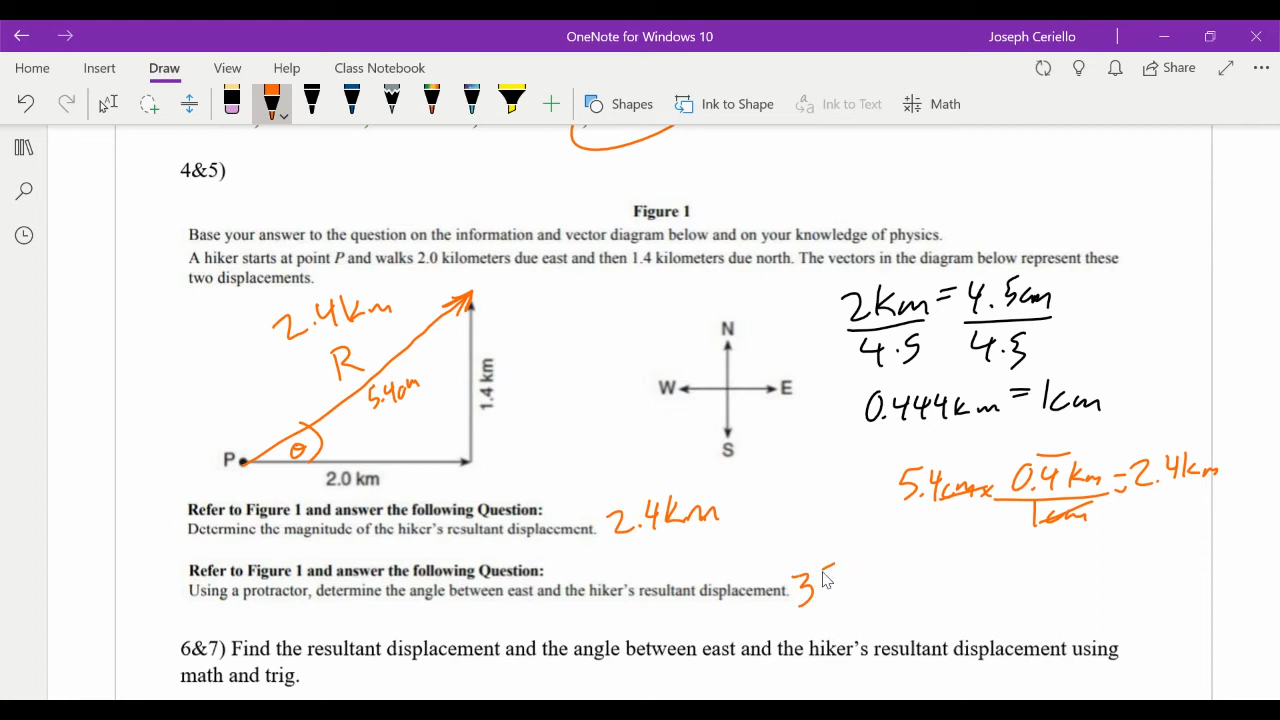 OneNote for Windows 10
Joseph Ceriello
Home Insert Draw View Help Class Notebook
Share
Shapes Ink to Shape Ink to Text Math
4&5)
Figure 1
Base your answer to the question on the information and vector diagram below and on your knowledge of physics.
A hiker starts at point P and walks 2.0 kilometers due east and then 1.4 kilometers due north. The vectors in the diagram below represent these
two displacements.
2.4km
R
5.4cm
θ
P
2.0 km
1.4 km
N
W E
S
2km = 4.5cm
4.5 4.5
0.444km = 1cm
5.4cm x 0.4̅ km = 2.4km
1cm
Refer to Figure 1 and answer the following Question:
Determine the magnitude of the hiker's resultant displacement. 2.4km
Refer to Figure 1 and answer the following Question:
Using a protractor, determine the angle between east and the hiker's resultant displacement. 3
6&7) Find the resultant displacement and the angle between east and the hiker's resultant displacement using
math and trig.